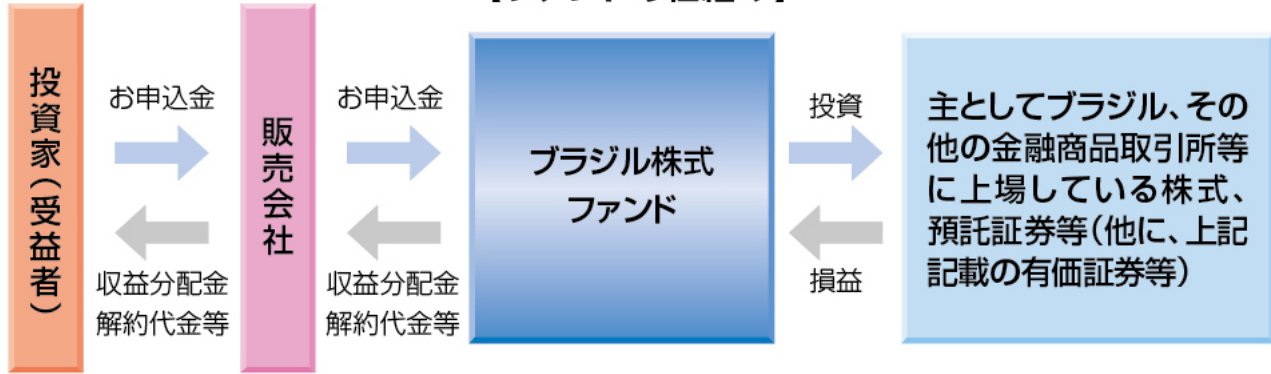 投資家(受益者)
お申込金
収益分配金
解約代金等
販売会社
お申込金
収益分配金
解約代金等
ブラジル株式
ファンド
投資
損益
主としてブラジル、その
他の金融商品取引所等
に上場している株式、
預託証券等(他に、上記
記載の有価証券等)